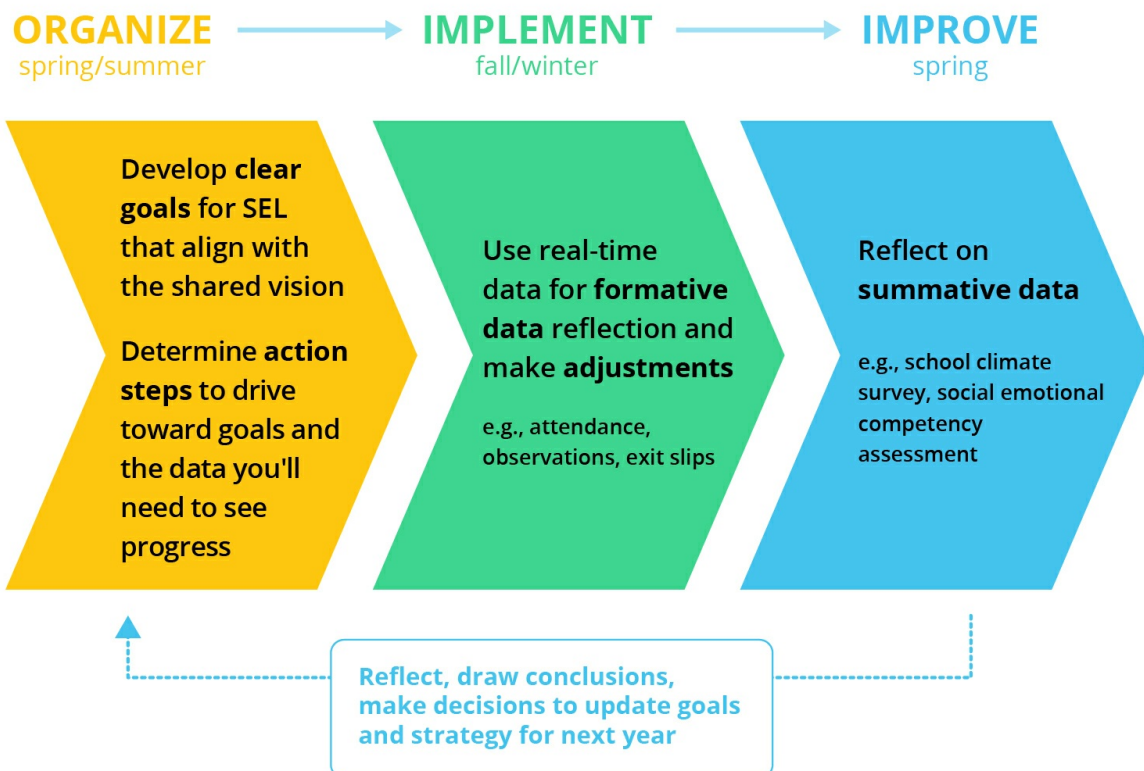 ORGANIZE
spring/summer
IMPLEMENT
fall/winter
IMPROVE
spring
Develop clear
goals for SEL
that align with
the shared vision
Determine action
steps to drive
toward goals and
the data you'll
need to see
progress
Use real-time
data for formative
data reflection and
make adjustments
e.g., attendance,
observations, exit slips
Reflect on
summative data
e.g., school climate
survey, social emotional
competency
assessment
Reflect, draw conclusions,
make decisions to update goals
and strategy for next year